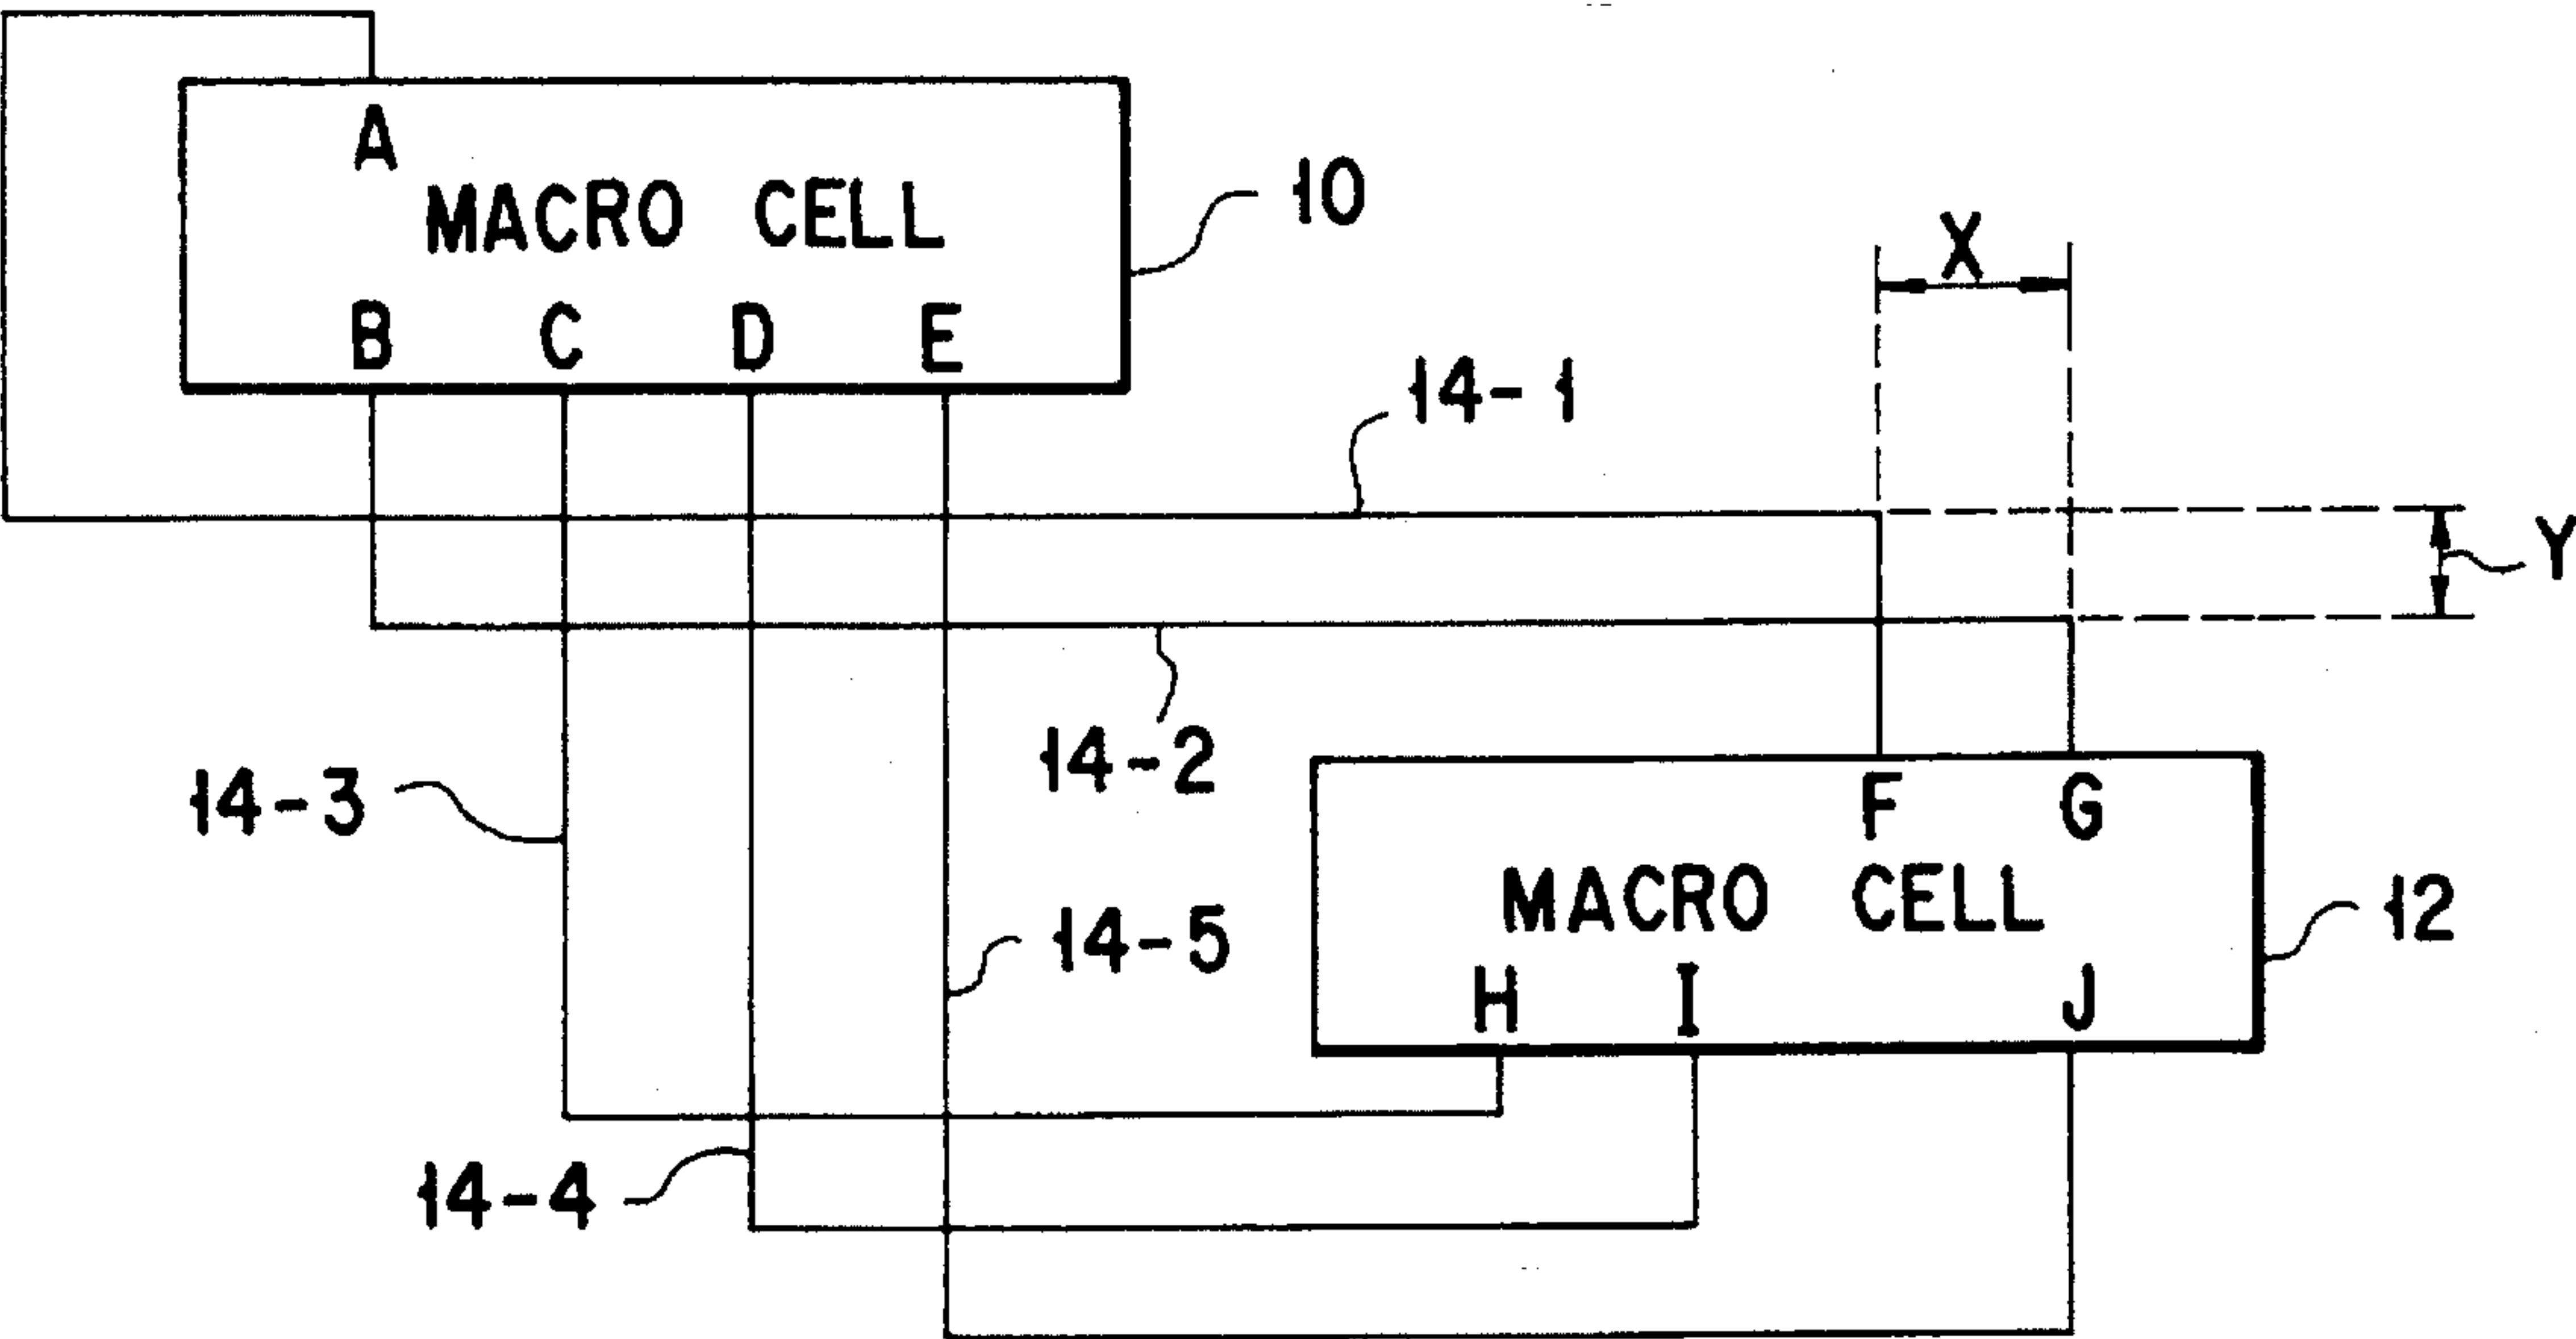 A
MACRO CELL
10
B C D E
X
14-1
Y
14-2
14-3
F G
MACRO CELL
12
14-5
H I J
14-4